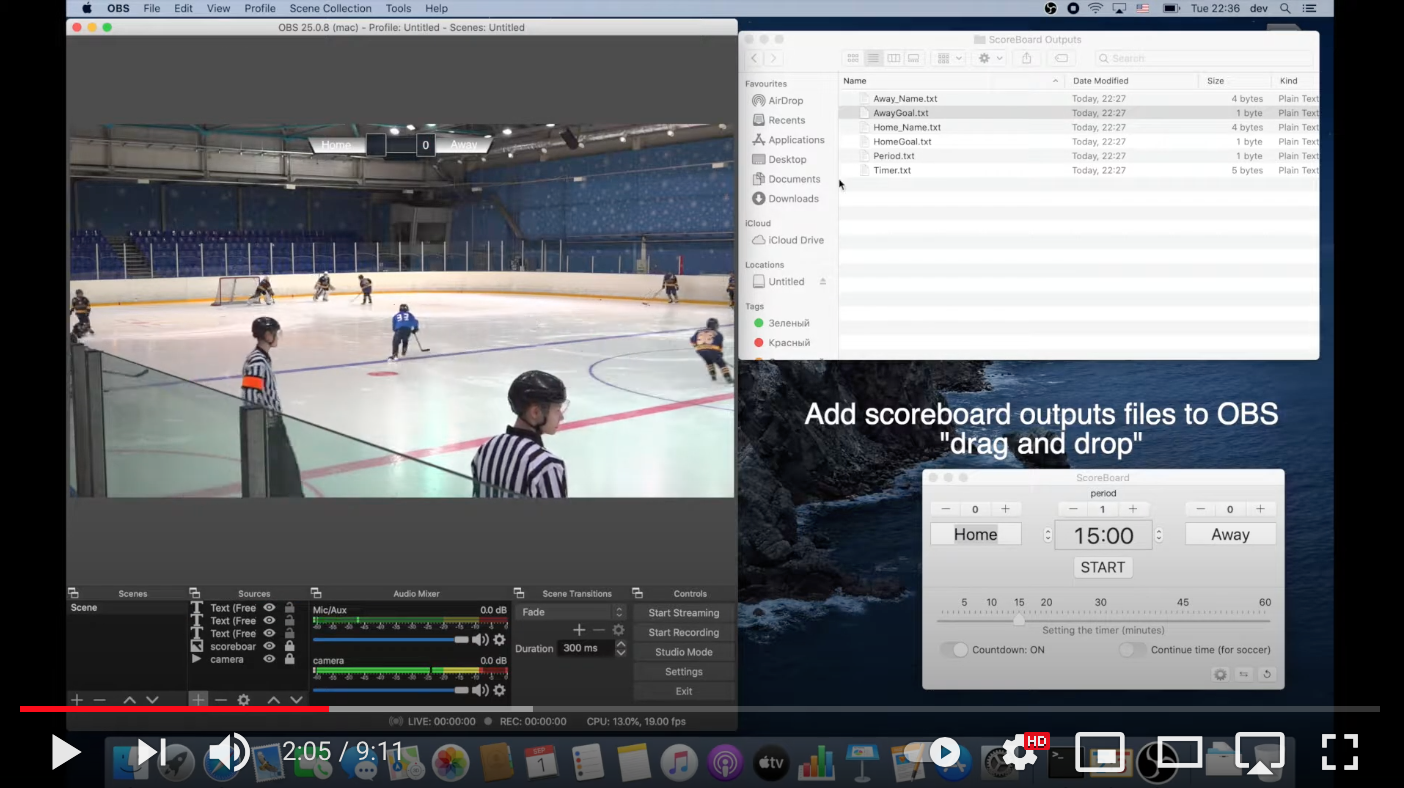 OBS File Edit View Profile Scene Collection Tools Help
Tue 22:36 dev
OBS 25.0.8 (mac) - Profile: Untitled - Scenes: Untitled
Home 0 Away
33
ScoreBoard Outputs
Search
Favourites
AirDrop
Recents
Applications
Desktop
Documents
Downloads
iCloud
iCloud Drive
Locations
Untitled
Tags
Зеленый
Красный
Name Date Modified Size Kind
Away_Name.txt Today, 22:27 4 bytes Plain Text
AwayGoal.txt Today, 22:27 1 byte Plain Text
Home_Name.txt Today, 22:27 4 bytes Plain Text
HomeGoal.txt Today, 22:27 1 byte Plain Text
Period.txt Today, 22:27 1 byte Plain Text
Timer.txt Today, 22:27 5 bytes Plain Text
Add scoreboard outputs files to OBS
"drag and drop"
ScoreBoard
period
0 1 0
Home 15:00 Away
START
5 10 15 20 30 45 60
Setting the timer (minutes)
Countdown: ON Continue time (for soccer)
Scenes
Scene
Sources
Text (Free
Text (Free
Text (Free
scoreboar
camera
Audio Mixer
Mic/Aux 0.0 dB
camera 0.0 dB
Scene Transitions
Fade
Duration 300 ms
Controls
Start Streaming
Start Recording
Studio Mode
Settings
Exit
LIVE: 00:00:00 REC: 00:00:00 CPU: 13.0%, 19.00 fps
2:05 / 9:11
HD
SEP
1
tv